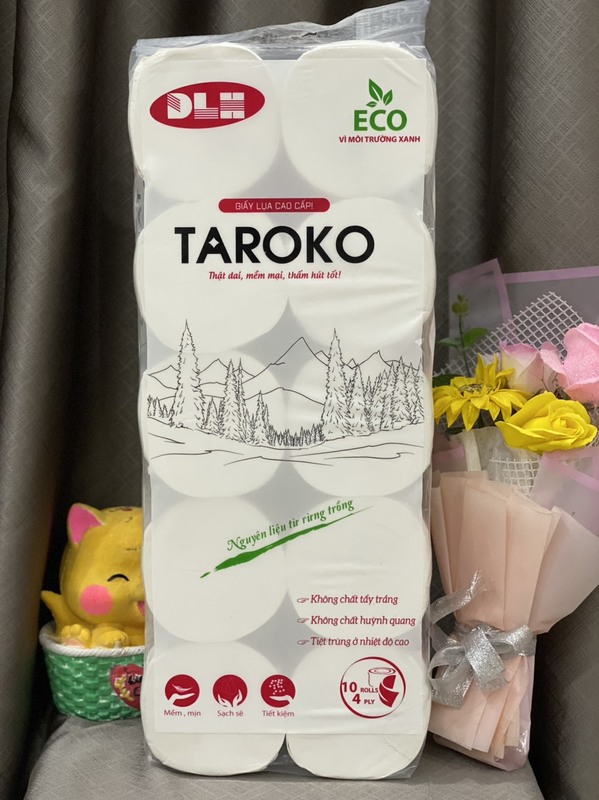 DLH
ECO
VÌ MÔI TRƯỜNG XANH
GIẤY LỤA CAO CẤP!
TAROKO
Thật dai, mềm mại, thấm hút tốt!
Nguyên liệu từ rừng trồng
Không chất tẩy trắng
Không chất huỳnh quang
Tiệt trùng ở nhiệt độ cao
Mềm , mịn
Sạch sẽ
Tiết kiệm
10 ROLLS
4 PLY